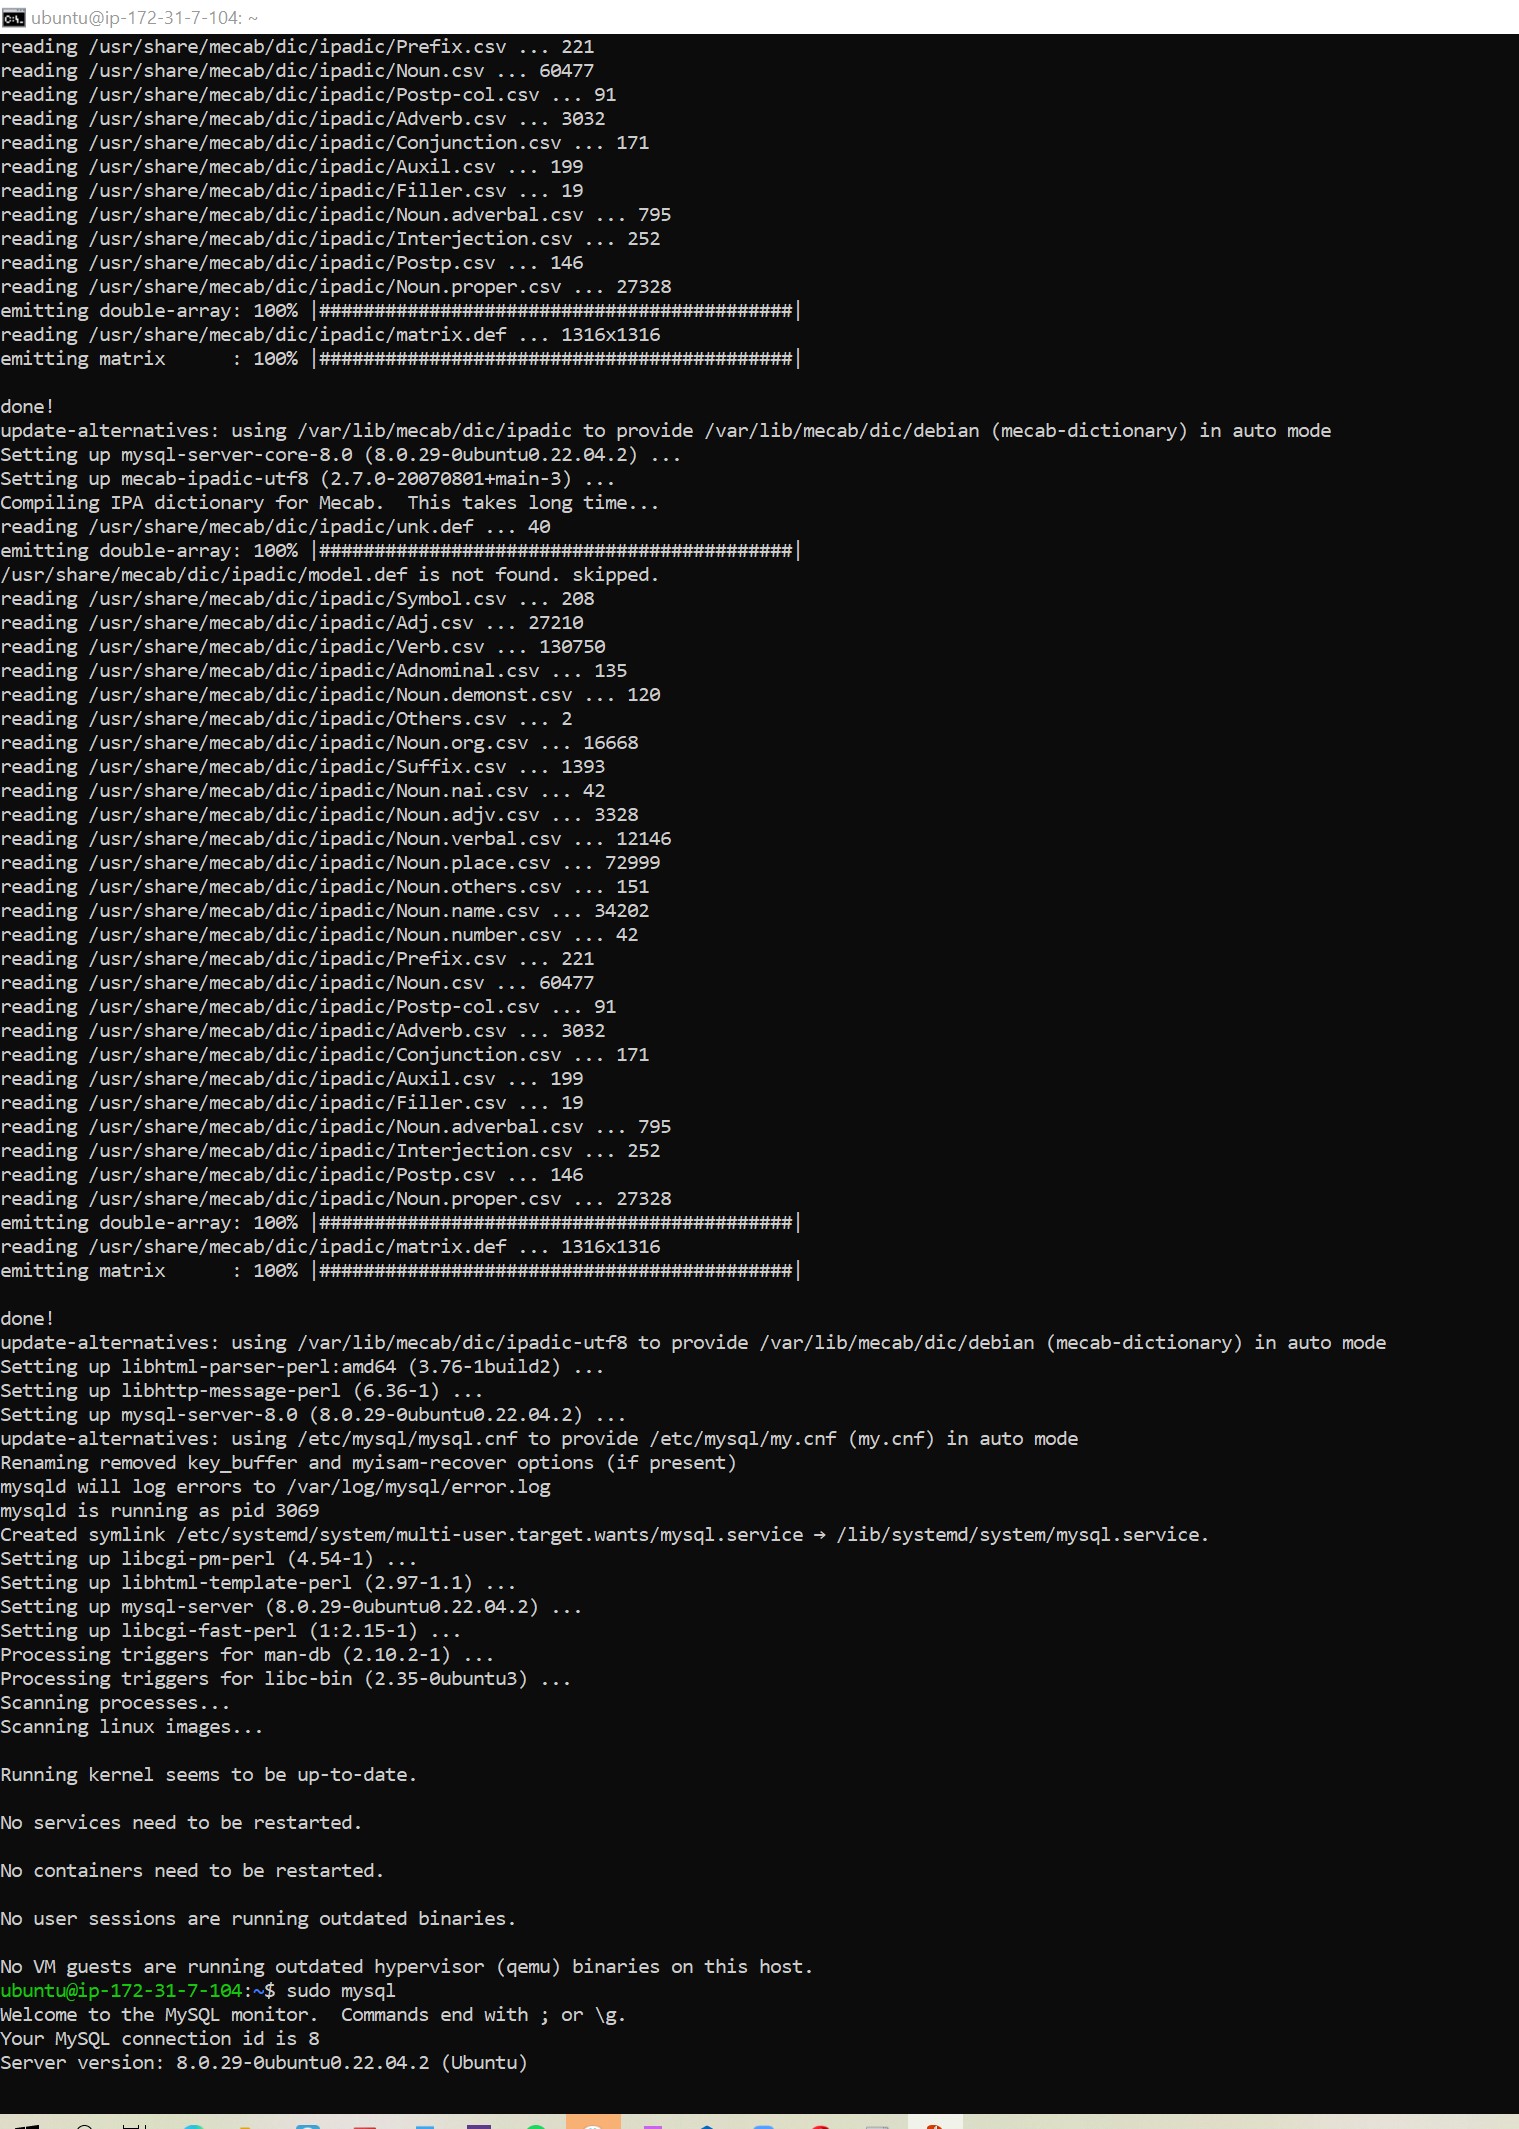 ubuntu@ip-172-31-7-104: ~
reading /usr/share/mecab/dic/ipadic/Prefix.csv ... 221
reading /usr/share/mecab/dic/ipadic/Noun.csv ... 60477
reading /usr/share/mecab/dic/ipadic/Postp-col.csv ... 91
reading /usr/share/mecab/dic/ipadic/Adverb.csv ... 3032
reading /usr/share/mecab/dic/ipadic/Conjunction.csv ... 171
reading /usr/share/mecab/dic/ipadic/Auxil.csv ... 199
reading /usr/share/mecab/dic/ipadic/Filler.csv ... 19
reading /usr/share/mecab/dic/ipadic/Noun.adverbal.csv ... 795
reading /usr/share/mecab/dic/ipadic/Interjection.csv ... 252
reading /usr/share/mecab/dic/ipadic/Postp.csv ... 146
reading /usr/share/mecab/dic/ipadic/Noun.proper.csv ... 27328
emitting double-array: 100% |###########################################|
reading /usr/share/mecab/dic/ipadic/matrix.def ... 1316x1316
emitting matrix      : 100% |###########################################|
done!
update-alternatives: using /var/lib/mecab/dic/ipadic to provide /var/lib/mecab/dic/debian (mecab-dictionary) in auto mode
Setting up mysql-server-core-8.0 (8.0.29-0ubuntu0.22.04.2) ...
Setting up mecab-ipadic-utf8 (2.7.0-20070801+main-3) ...
Compiling IPA dictionary for Mecab.  This takes long time...
reading /usr/share/mecab/dic/ipadic/unk.def ... 40
emitting double-array: 100% |###########################################|
/usr/share/mecab/dic/ipadic/model.def is not found. skipped.
reading /usr/share/mecab/dic/ipadic/Symbol.csv ... 208
reading /usr/share/mecab/dic/ipadic/Adj.csv ... 27210
reading /usr/share/mecab/dic/ipadic/Verb.csv ... 130750
reading /usr/share/mecab/dic/ipadic/Adnominal.csv ... 135
reading /usr/share/mecab/dic/ipadic/Noun.demonst.csv ... 120
reading /usr/share/mecab/dic/ipadic/Others.csv ... 2
reading /usr/share/mecab/dic/ipadic/Noun.org.csv ... 16668
reading /usr/share/mecab/dic/ipadic/Suffix.csv ... 1393
reading /usr/share/mecab/dic/ipadic/Noun.nai.csv ... 42
reading /usr/share/mecab/dic/ipadic/Noun.adjv.csv ... 3328
reading /usr/share/mecab/dic/ipadic/Noun.verbal.csv ... 12146
reading /usr/share/mecab/dic/ipadic/Noun.place.csv ... 72999
reading /usr/share/mecab/dic/ipadic/Noun.others.csv ... 151
reading /usr/share/mecab/dic/ipadic/Noun.name.csv ... 34202
reading /usr/share/mecab/dic/ipadic/Noun.number.csv ... 42
reading /usr/share/mecab/dic/ipadic/Prefix.csv ... 221
reading /usr/share/mecab/dic/ipadic/Noun.csv ... 60477
reading /usr/share/mecab/dic/ipadic/Postp-col.csv ... 91
reading /usr/share/mecab/dic/ipadic/Adverb.csv ... 3032
reading /usr/share/mecab/dic/ipadic/Conjunction.csv ... 171
reading /usr/share/mecab/dic/ipadic/Auxil.csv ... 199
reading /usr/share/mecab/dic/ipadic/Filler.csv ... 19
reading /usr/share/mecab/dic/ipadic/Noun.adverbal.csv ... 795
reading /usr/share/mecab/dic/ipadic/Interjection.csv ... 252
reading /usr/share/mecab/dic/ipadic/Postp.csv ... 146
reading /usr/share/mecab/dic/ipadic/Noun.proper.csv ... 27328
emitting double-array: 100% |###########################################|
reading /usr/share/mecab/dic/ipadic/matrix.def ... 1316x1316
emitting matrix      : 100% |###########################################|
done!
update-alternatives: using /var/lib/mecab/dic/ipadic-utf8 to provide /var/lib/mecab/dic/debian (mecab-dictionary) in auto mode
Setting up libhtml-parser-perl:amd64 (3.76-1build2) ...
Setting up libhttp-message-perl (6.36-1) ...
Setting up mysql-server-8.0 (8.0.29-0ubuntu0.22.04.2) ...
update-alternatives: using /etc/mysql/mysql.cnf to provide /etc/mysql/my.cnf (my.cnf) in auto mode
Renaming removed key_buffer and myisam-recover options (if present)
mysqld will log errors to /var/log/mysql/error.log
mysqld is running as pid 3069
Created symlink /etc/systemd/system/multi-user.target.wants/mysql.service → /lib/systemd/system/mysql.service.
Setting up libcgi-pm-perl (4.54-1) ...
Setting up libhtml-template-perl (2.97-1.1) ...
Setting up mysql-server (8.0.29-0ubuntu0.22.04.2) ...
Setting up libcgi-fast-perl (1:2.15-1) ...
Processing triggers for man-db (2.10.2-1) ...
Processing triggers for libc-bin (2.35-0ubuntu3) ...
Scanning processes...
Scanning linux images...
Running kernel seems to be up-to-date.
No services need to be restarted.
No containers need to be restarted.
No user sessions are running outdated binaries.
No VM guests are running outdated hypervisor (qemu) binaries on this host.
ubuntu@ip-172-31-7-104:~$ sudo mysql
Welcome to the MySQL monitor.  Commands end with ; or \g.
Your MySQL connection id is 8
Server version: 8.0.29-0ubuntu0.22.04.2 (Ubuntu)